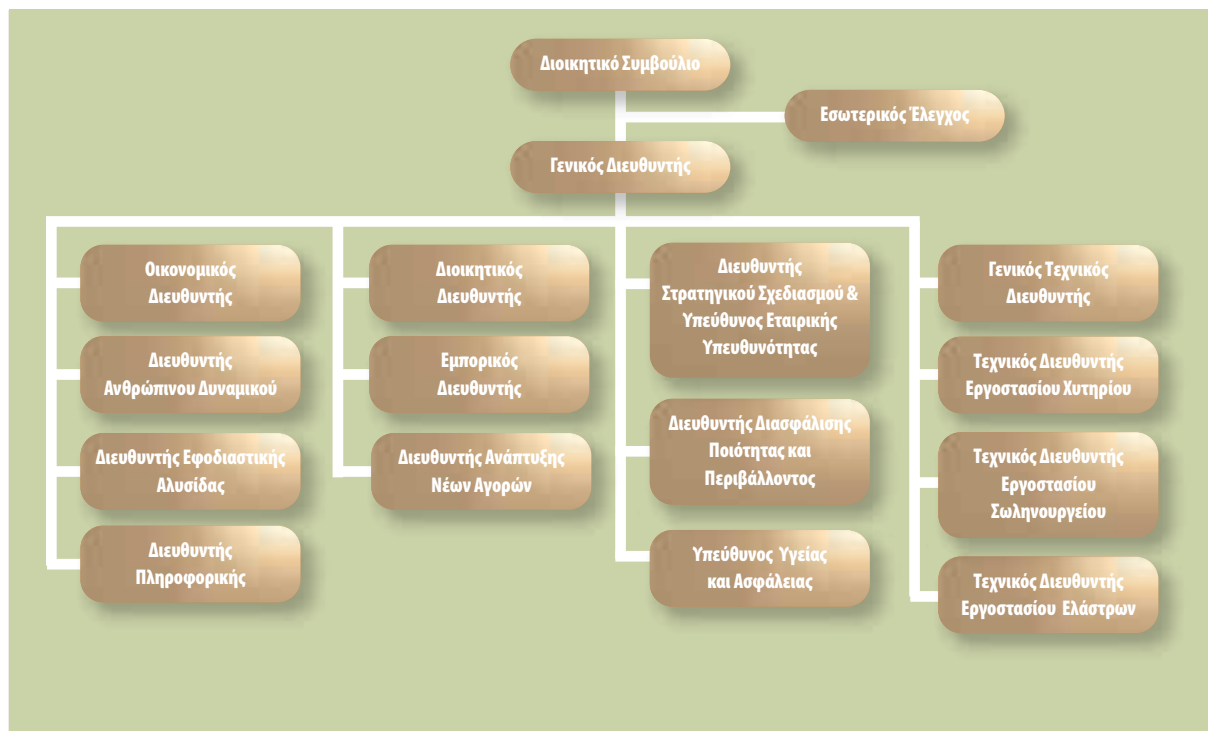 Διοικητικό Συμβούλιο
Εσωτερικός Έλεγχος
Γενικός Διευθυντής
Οικονομικός
Διευθυντής
Διευθυντής
Ανθρώπινου Δυναμικού
Διευθυντής Εφοδιαστικής
Αλυσίδας
Διευθυντής
Πληροφορικής
Διοικητικός
Διευθυντής
Εμπορικός
Διευθυντής
Διευθυντής Ανάπτυξης
Νέων Αγορών
Διευθυντής
Στρατηγικού Σχεδιασμού &
Υπεύθυνος Εταιρικής
Υπευθυνότητας
Διευθυντής Διασφάλισης
Ποιότητας και
Περιβάλλοντος
Υπεύθυνος Υγείας
και Ασφάλειας
Γενικός Τεχνικός
Διευθυντής
Τεχνικός Διευθυντής
Εργοστασίου Χυτηρίου
Τεχνικός Διευθυντής
Εργοστασίου
Σωληνουργείου
Τεχνικός Διευθυντής
Εργοστασίου Ελάστρων